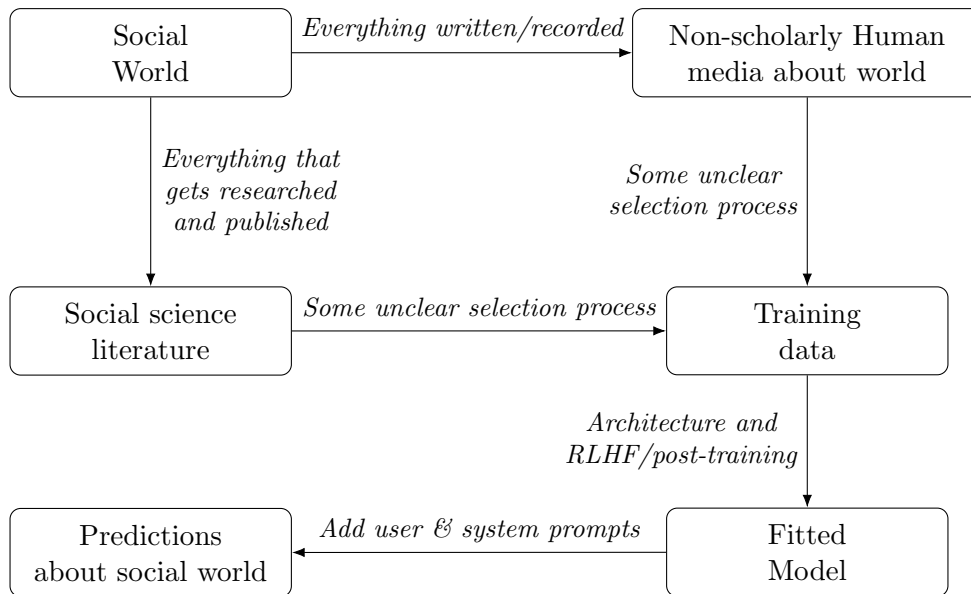 Social
World
Everything written/recorded
Non-scholarly Human
media about world
Everything that
gets researched
and published
Some unclear
selection process
Social science
literature
Some unclear selection process
Training
data
Architecture and
RLHF/post-training
Predictions
about social world
Add user & system prompts
Fitted
Model